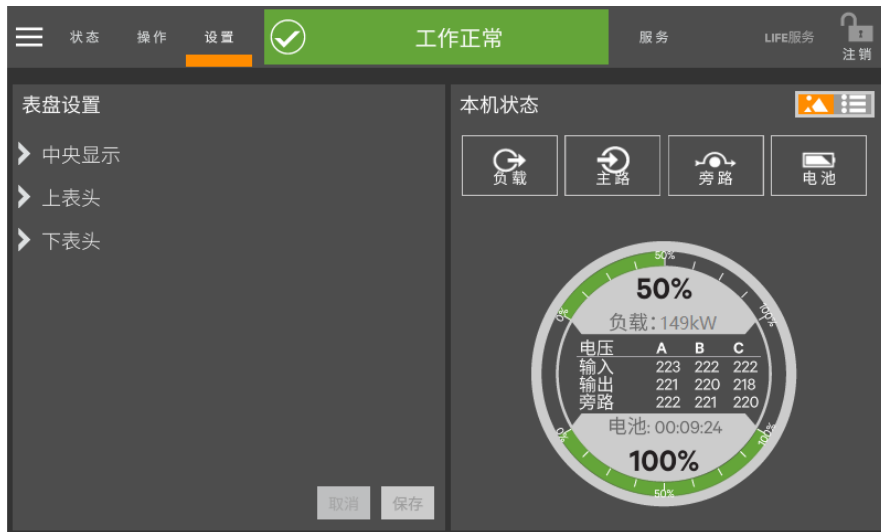 状态 操作 设置 工作正常 服务 LIFE服务 注销
表盘设置
中央显示
上表头
下表头
取消 保存
本机状态
负载 主路 旁路 电池
50%
0% 100%
50%
负载：149kW
电压 A B C
输入 223 222 222
输出 221 220 218
旁路 222 221 220
电池: 00:09:24
0% 100%
100%
50%